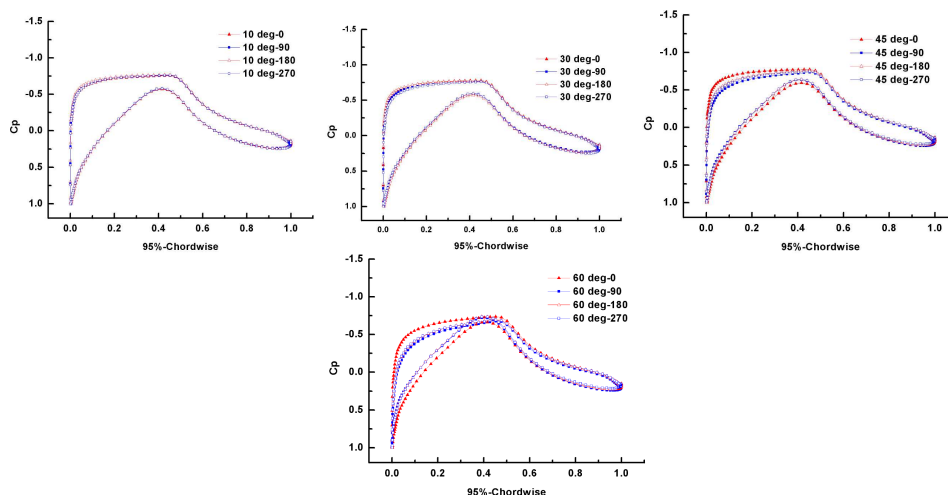 -1.5
-1.0
-0.5
0.0
0.5
1.0
Cp
10 deg-0
10 deg-90
10 deg-180
10 deg-270
0.0 0.2 0.4 0.6 0.8 1.0
95%-Chordwise
-1.5
-1.0
-0.5
0.0
0.5
1.0
Cp
30 deg-0
30 deg-90
30 deg-180
30 deg-270
0.0 0.2 0.4 0.6 0.8 1.0
95%-Chordwise
-1.5
-1.0
-0.5
0.0
0.5
1.0
Cp
45 deg-0
45 deg-90
45 deg-180
45 deg-270
0.0 0.2 0.4 0.6 0.8 1.0
95%-Chordwise
-1.5
-1.0
-0.5
0.0
0.5
1.0
Cp
60 deg-0
60 deg-90
60 deg-180
60 deg-270
0.0 0.2 0.4 0.6 0.8 1.0
95%-Chordwise